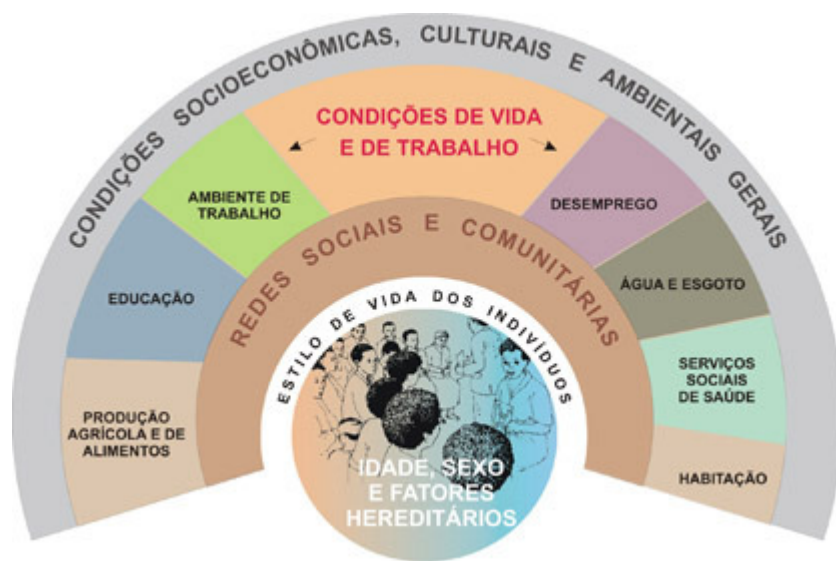 CONDIÇÕES SOCIOECONÔMICAS, CULTURAIS E AMBIENTAIS GERAIS
CONDIÇÕES DE VIDA
E DE TRABALHO
AMBIENTE DE
TRABALHO
DESEMPREGO
EDUCAÇÃO
ÁGUA E ESGOTO
PRODUÇÃO
AGRÍCOLA E DE
ALIMENTOS
SERVIÇOS
SOCIAIS
DE SAÚDE
HABITAÇÃO
REDES SOCIAIS E COMUNITÁRIAS
ESTILO DE VIDA DOS INDIVÍDUOS
IDADE, SEXO
E FATORES
HEREDITÁRIOS